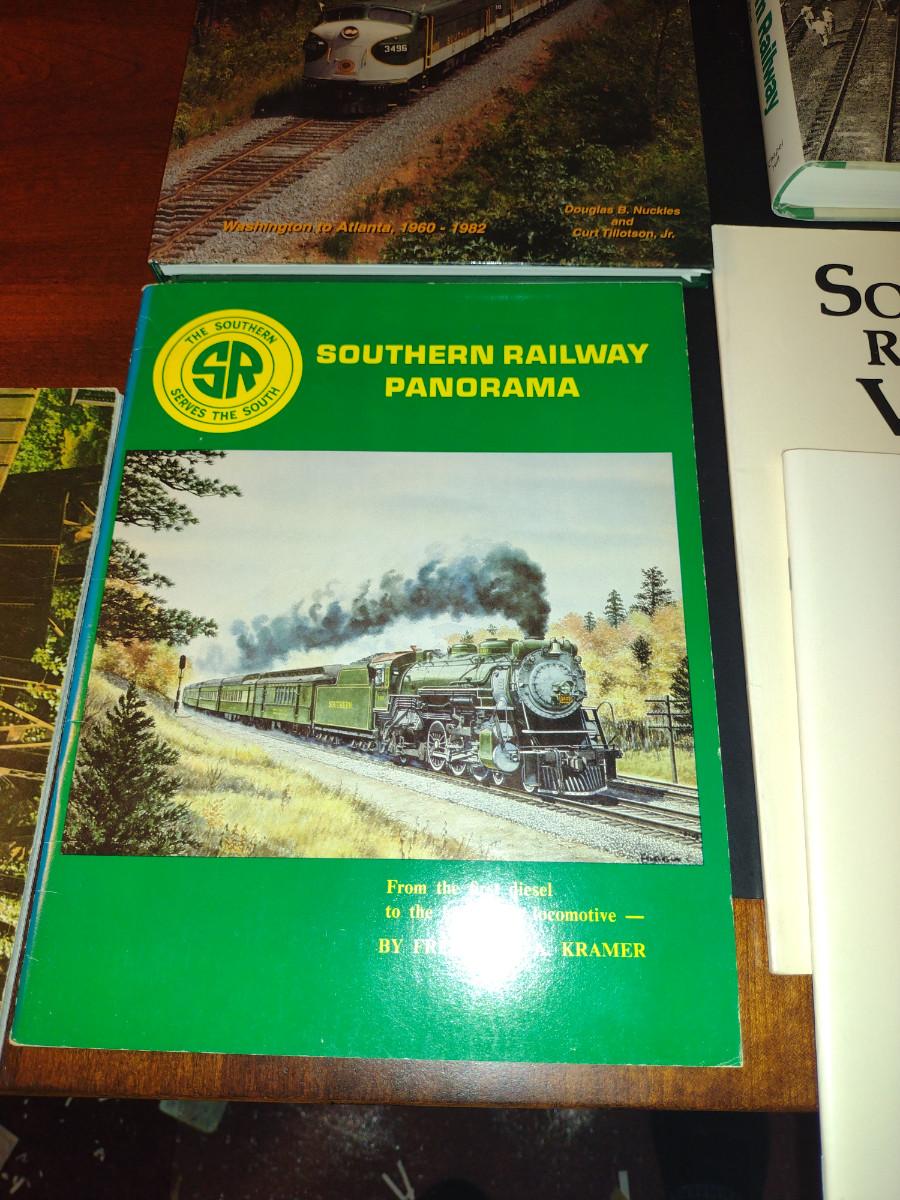 3496
Washington to Atlanta, 1960 - 1982
Douglas B. Nuckles
and
Curt Tillotson, Jr.
Railway
THE SOUTHERN
SR
SERVES THE SOUTH
SOUTHERN RAILWAY
PANORAMA
SOUTHERN
From the diesel
to the locomotive —
BY KRAMER